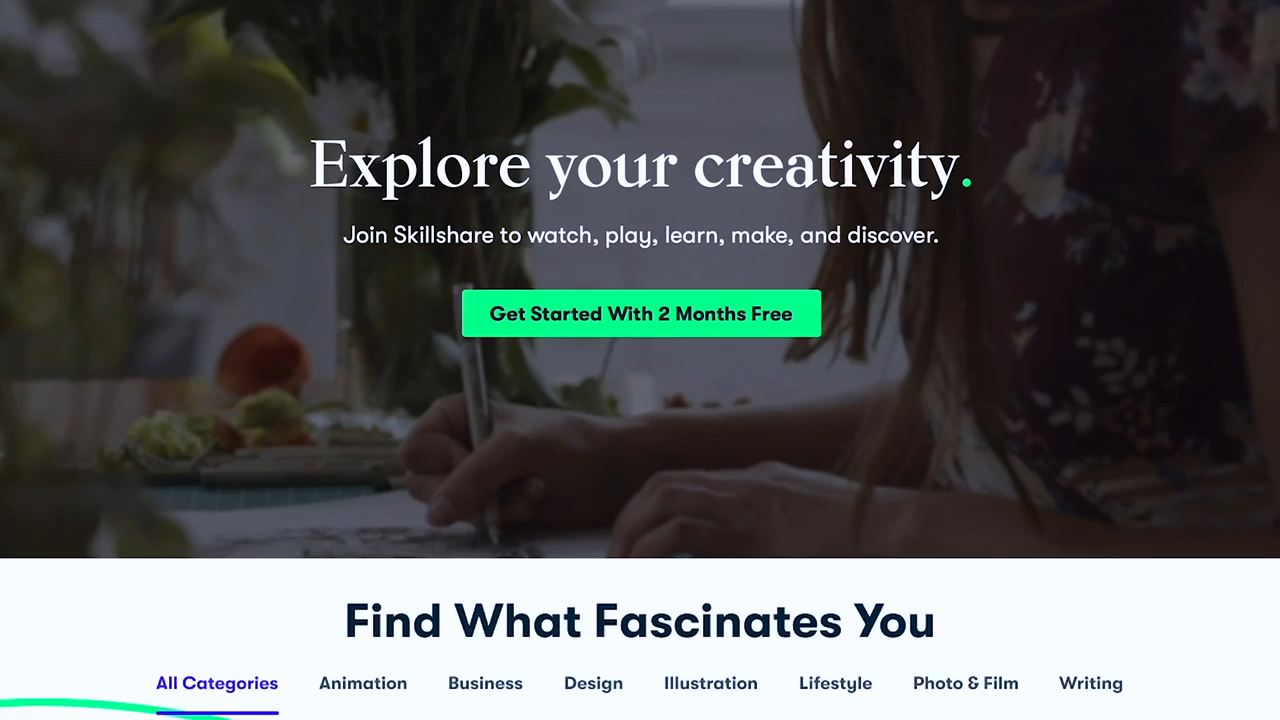 Explore your creativity.
Join Skillshare to watch, play, learn, make, and discover.
Get Started With 2 Months Free
Find What Fascinates You
All Categories Animation Business Design Illustration Lifestyle Photo & Film Writing